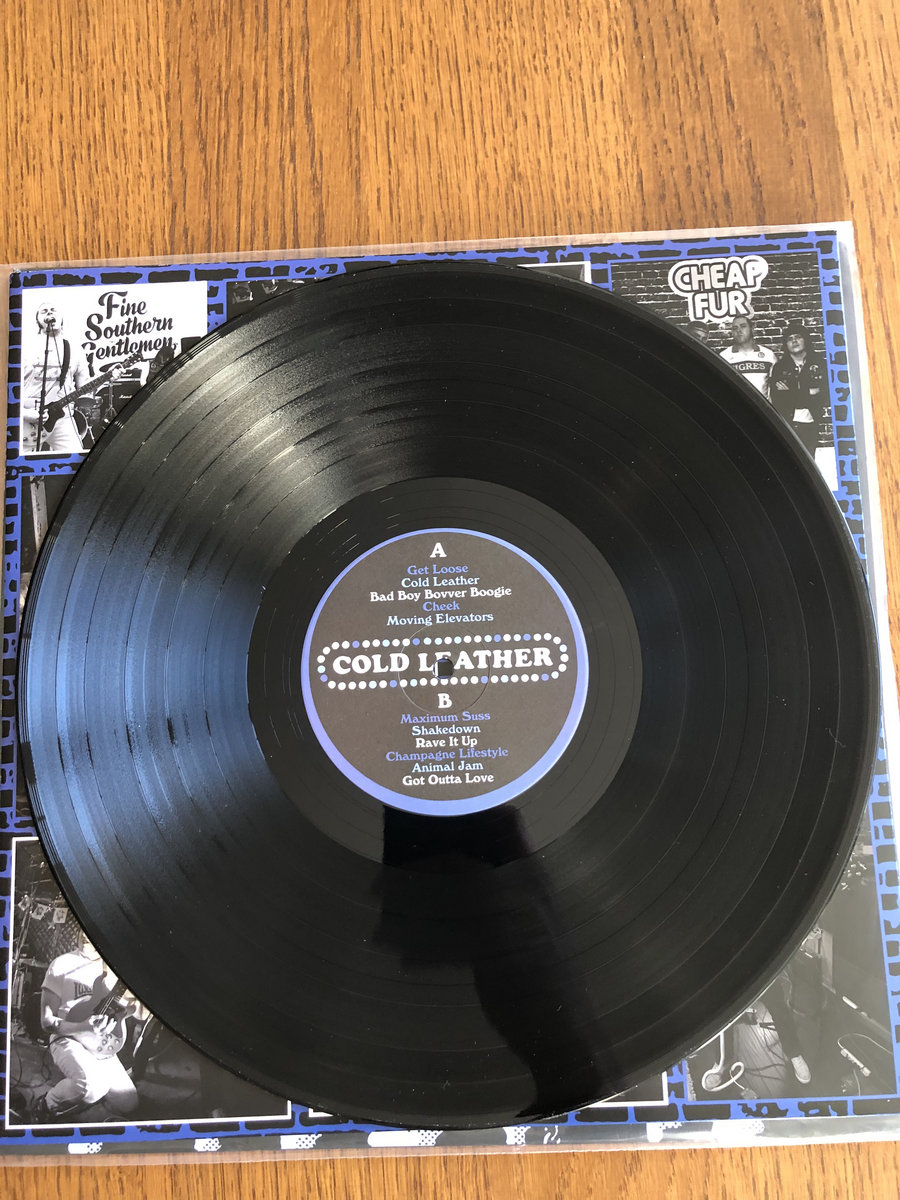 Fine
Southern
Gentlemen
CHEAP
FUR
A
Get Loose
Cold Leather
Bad Boy Bovver Boogie
Cheek
Moving Elevators
COLD LEATHER
B
Maximum Suss
Shakedown
Rave It Up
Champagne Lifestyle
Animal Jam
Got Outta Love